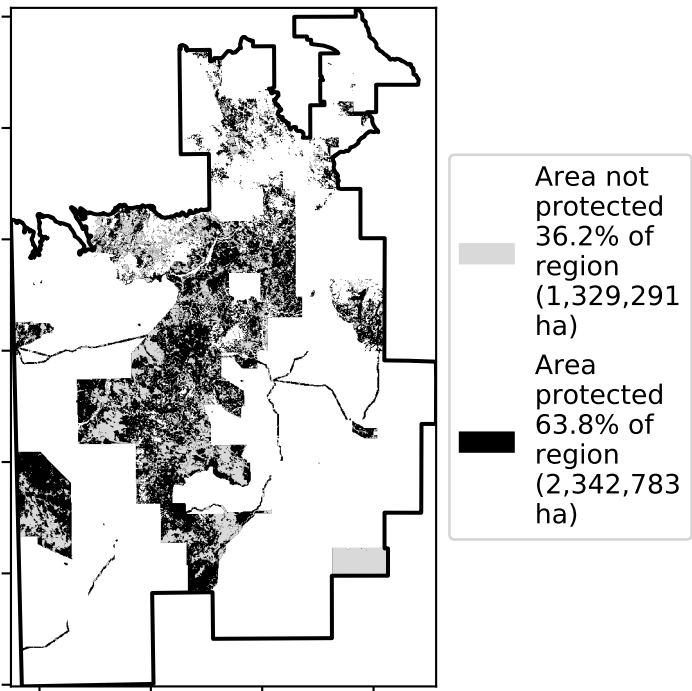 Area not
protected
36.2% of
region
(1,329,291
ha)
Area
protected
63.8% of
region
(2,342,783
ha)